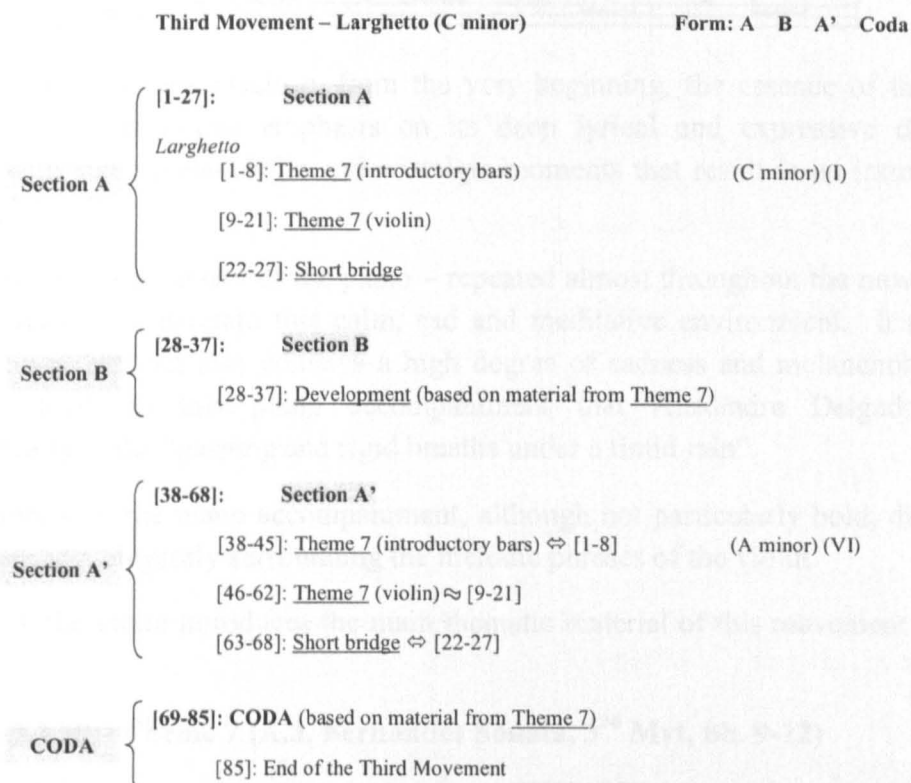 Third Movement – Larghetto (C minor) Form: A B A’ Coda
[1-27]: Section A
Larghetto
[1-8]: Theme 7 (introductory bars) (C minor) (I)
Section A
[9-21]: Theme 7 (violin)
[22-27]: Short bridge
[28-37]: Section B
Section B
[28-37]: Development (based on material from Theme 7)
[38-68]: Section A’
[38-45]: Theme 7 (introductory bars) ⇔ [1-8] (A minor) (VI)
Section A’
[46-62]: Theme 7 (violin) ≈ [9-21]
[63-68]: Short bridge ⇔ [22-27]
[69-85]: CODA (based on material from Theme 7)
CODA
[85]: End of the Third Movement